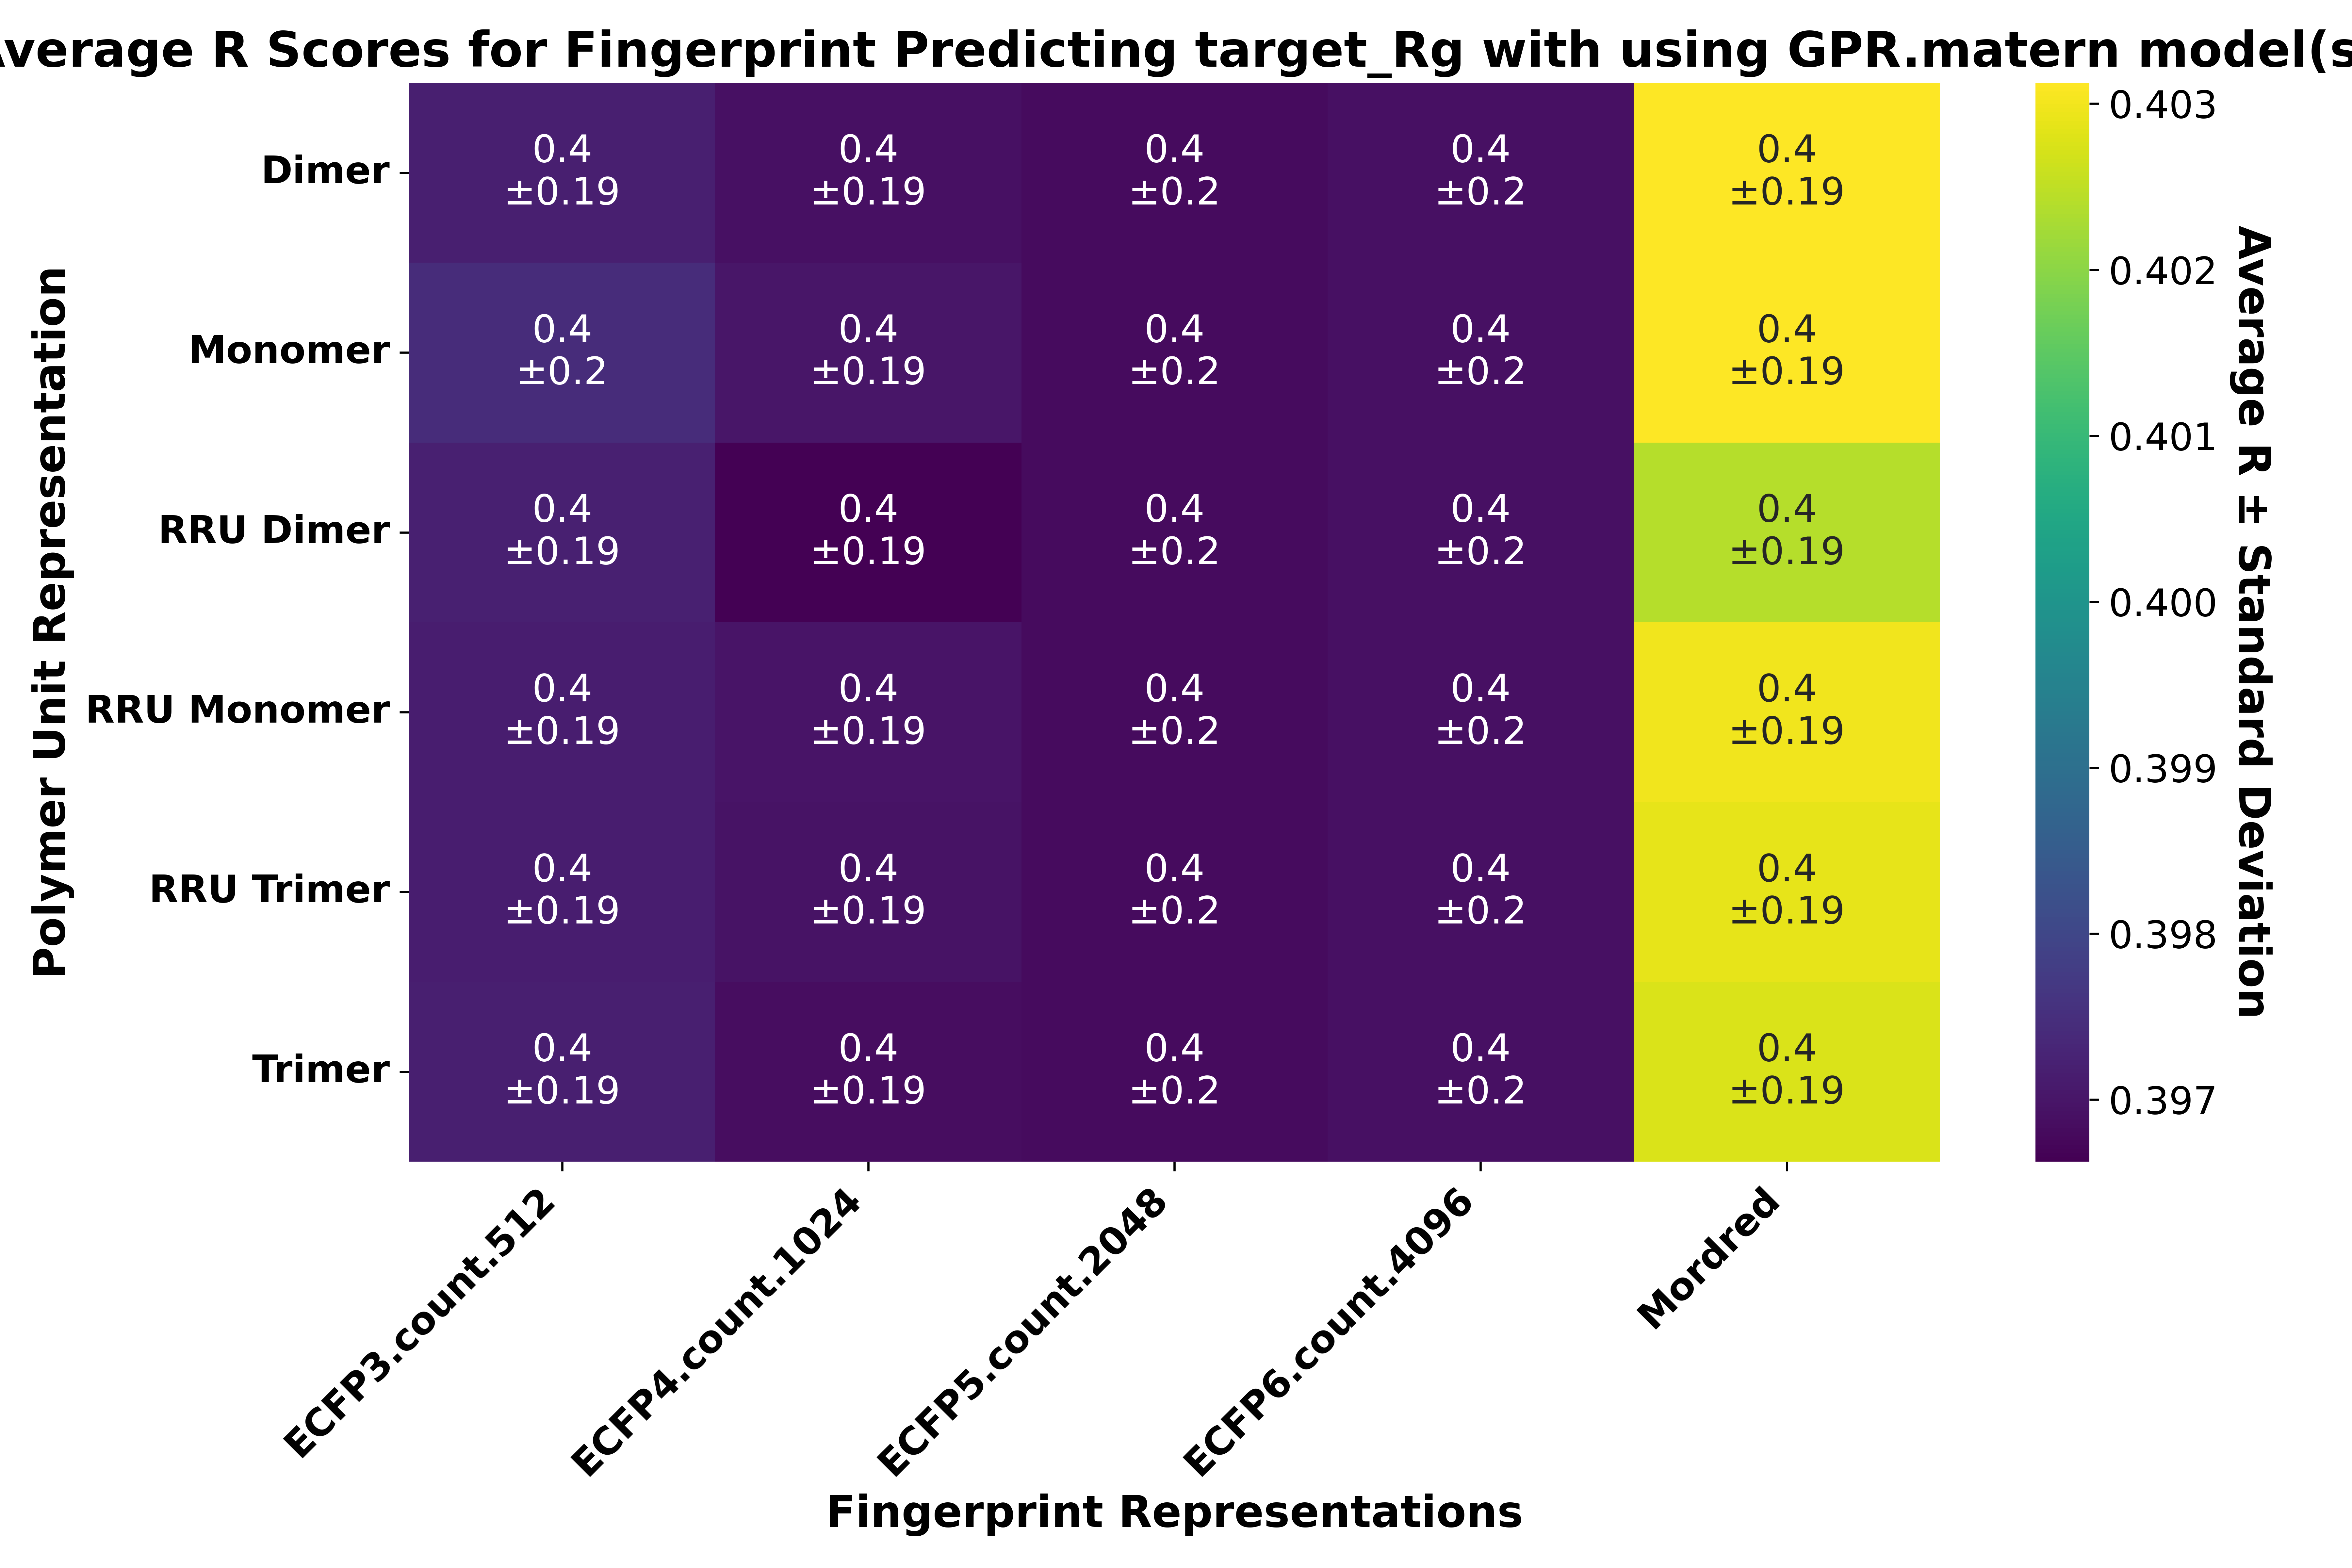 Average R Scores for Fingerprint Predicting target_Rg with using GPR.matern model(s
Polymer Unit Representation
Dimer
0.4 0.4 0.4 0.4 0.4
±0.19 ±0.19 ±0.2 ±0.2 ±0.19
Monomer
0.4 0.4 0.4 0.4 0.4
±0.2 ±0.19 ±0.2 ±0.2 ±0.19
RRU Dimer
0.4 0.4 0.4 0.4 0.4
±0.19 ±0.19 ±0.2 ±0.2 ±0.19
RRU Monomer
0.4 0.4 0.4 0.4 0.4
±0.19 ±0.19 ±0.2 ±0.2 ±0.19
RRU Trimer
0.4 0.4 0.4 0.4 0.4
±0.19 ±0.19 ±0.2 ±0.2 ±0.19
Trimer
0.4 0.4 0.4 0.4 0.4
±0.19 ±0.19 ±0.2 ±0.2 ±0.19
ECFP3.count.512
ECFP4.count.1024
ECFP5.count.2048
ECFP6.count.4096
Mordred
Fingerprint Representations
0.403
0.402
0.401
0.400
0.399
0.398
0.397
Average R ± Standard Deviation